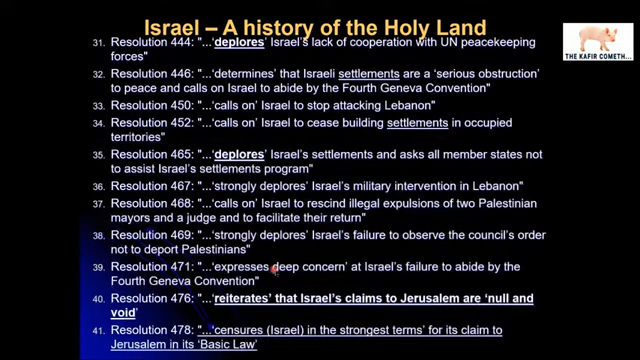 Israel – A history of the Holy Land
THE KAFIR COMETH...
31. Resolution 444: "...'deplores' Israel's lack of cooperation with UN peacekeeping
forces"
32. Resolution 446: "...'determines' that Israeli settlements are a 'serious obstruction'
to peace and calls on Israel to abide by the Fourth Geneva Convention"
33. Resolution 450: "...'calls on' Israel to stop attacking Lebanon"
34. Resolution 452: "...'calls on' Israel to cease building settlements in occupied
territories"
35. Resolution 465: "...'deplores' Israel's settlements and asks all member states not
to assist Israel's settlements program"
36. Resolution 467: "...'strongly deplores' Israel's military intervention in Lebanon"
37. Resolution 468: "...'calls on' Israel to rescind illegal expulsions of two Palestinian
mayors and a judge and to facilitate their return"
38. Resolution 469: "...'strongly deplores' Israel's failure to observe the council's order
not to deport Palestinians"
39. Resolution 471: "...'expresses deep concern' at Israel's failure to abide by the
Fourth Geneva Convention"
40. Resolution 476: "...'reiterates' that Israel's claims to Jerusalem are 'null and
void'
41. Resolution 478: "...'censures (Israel) in the strongest terms' for its claim to
Jerusalem in its 'Basic Law'